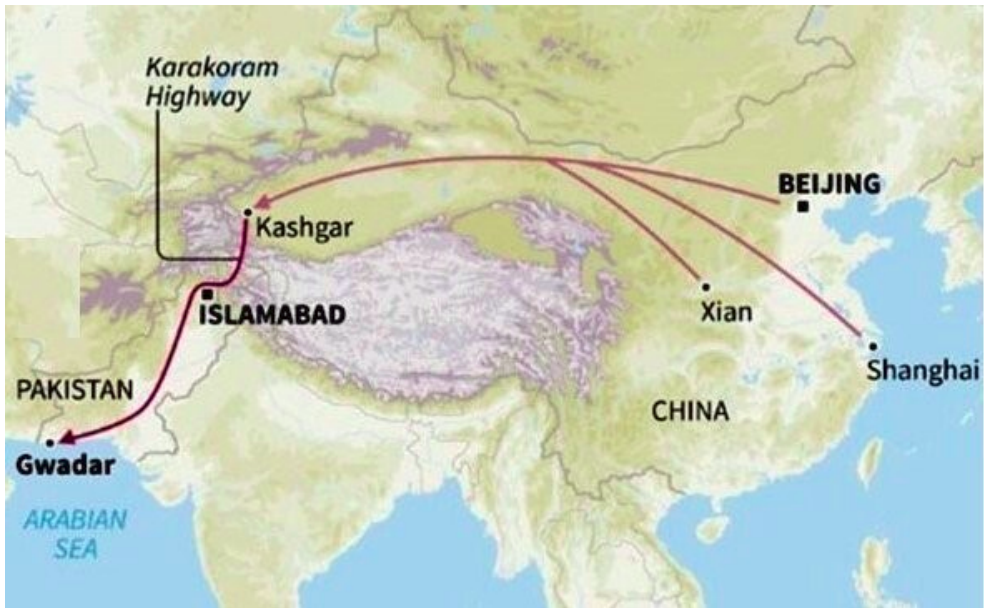 Karakoram
Highway
BEIJING
Kashgar
Xian
ISLAMABAD
Shanghai
PAKISTAN
CHINA
Gwadar
ARABIAN
SEA